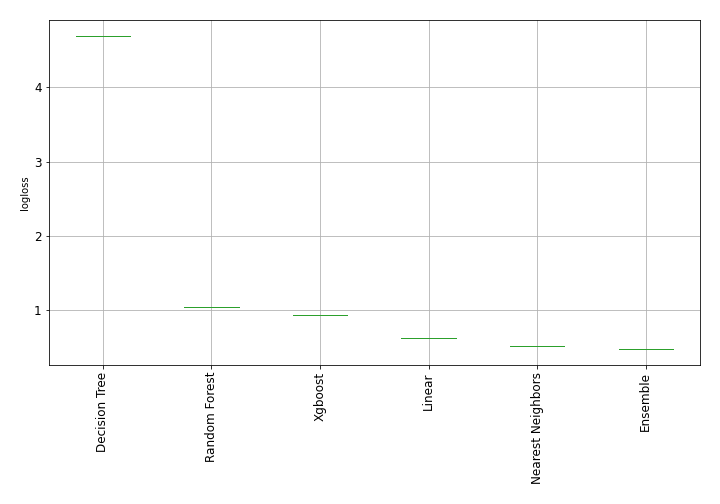 4
3
2
1
logloss
Decision Tree
Random Forest
Xgboost
Linear
Nearest Neighbors
Ensemble